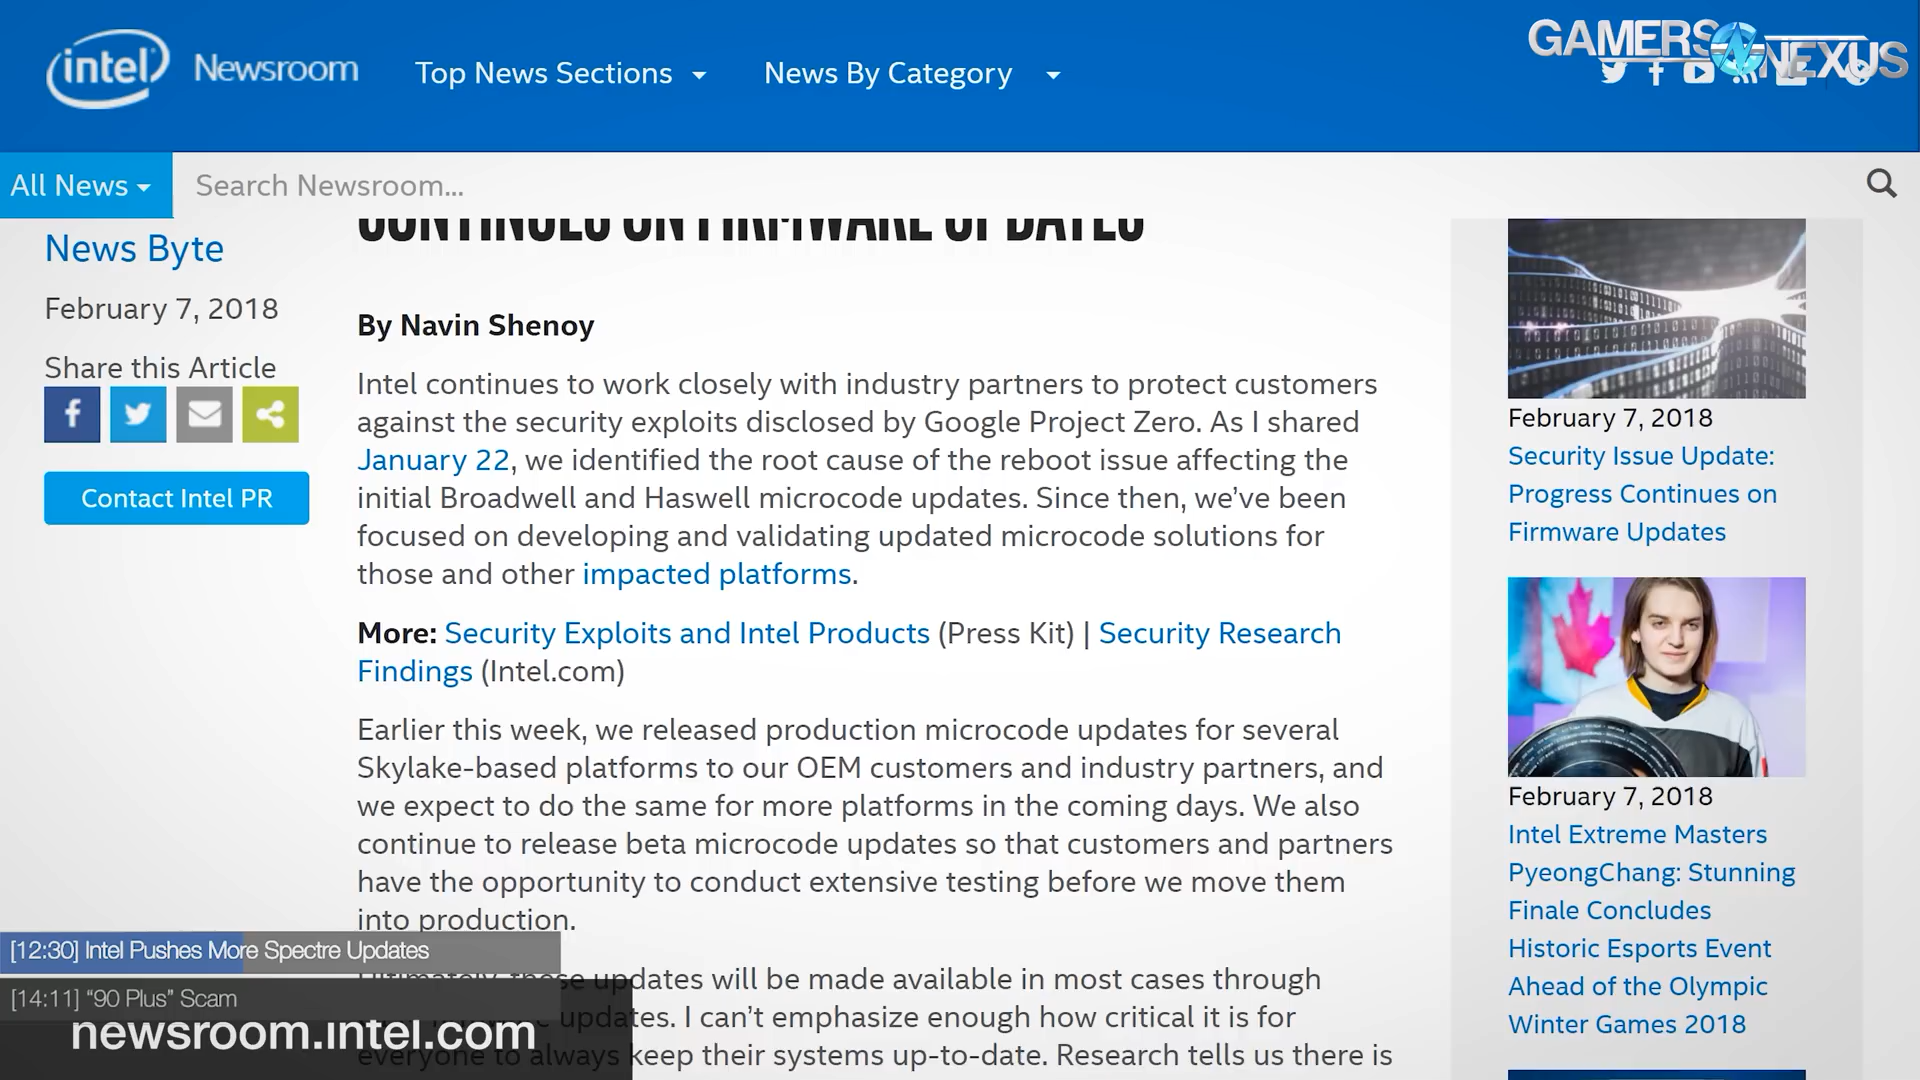 intel Newsroom
Top News Sections
News By Category
GAMERS NEXUS
All News
Search Newsroom...
CONTINUES ON FIRMWARE UPDATES
News Byte
February 7, 2018
Share this Article
Contact Intel PR
By Navin Shenoy
Intel continues to work closely with industry partners to protect customers
against the security exploits disclosed by Google Project Zero. As I shared
January 22, we identified the root cause of the reboot issue affecting the
initial Broadwell and Haswell microcode updates. Since then, we’ve been
focused on developing and validating updated microcode solutions for
those and other impacted platforms.
More: Security Exploits and Intel Products (Press Kit) | Security Research
Findings (Intel.com)
Earlier this week, we released production microcode updates for several
Skylake-based platforms to our OEM customers and industry partners, and
we expect to do the same for more platforms in the coming days. We also
continue to release beta microcode updates so that customers and partners
have the opportunity to conduct extensive testing before we move them
into production.
Ultimately, these updates will be made available in most cases through
updates. I can’t emphasize enough how critical it is for
everyone to always keep their systems up-to-date. Research tells us there is
February 7, 2018
Security Issue Update:
Progress Continues on
Firmware Updates
February 7, 2018
Intel Extreme Masters
PyeongChang: Stunning
Finale Concludes
Historic Esports Event
Ahead of the Olympic
Winter Games 2018
[12:30] Intel Pushes More Spectre Updates
[14:11] “90 Plus” Scam
newsroom.intel.com